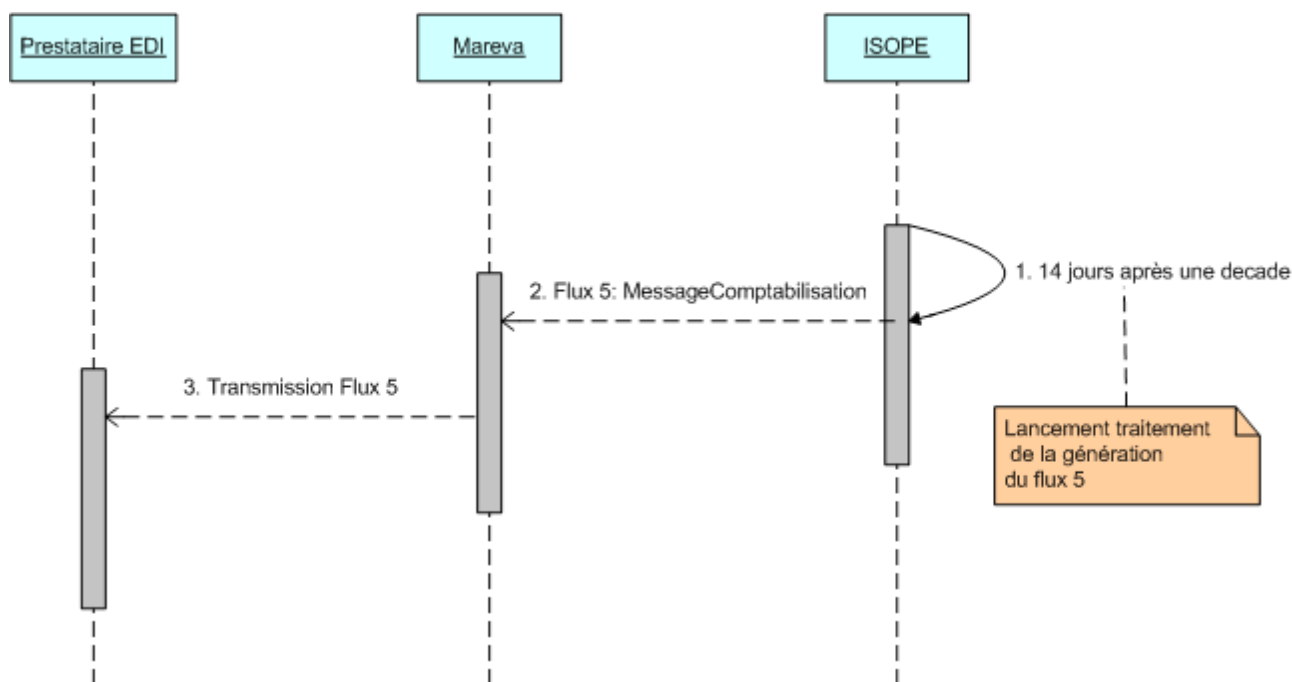 Prestataire EDI
Mareva
ISOPE
1. 14 jours après une decade
2. Flux 5: MessageComptabilisation
3. Transmission Flux 5
Lancement traitement
de la génération
du flux 5